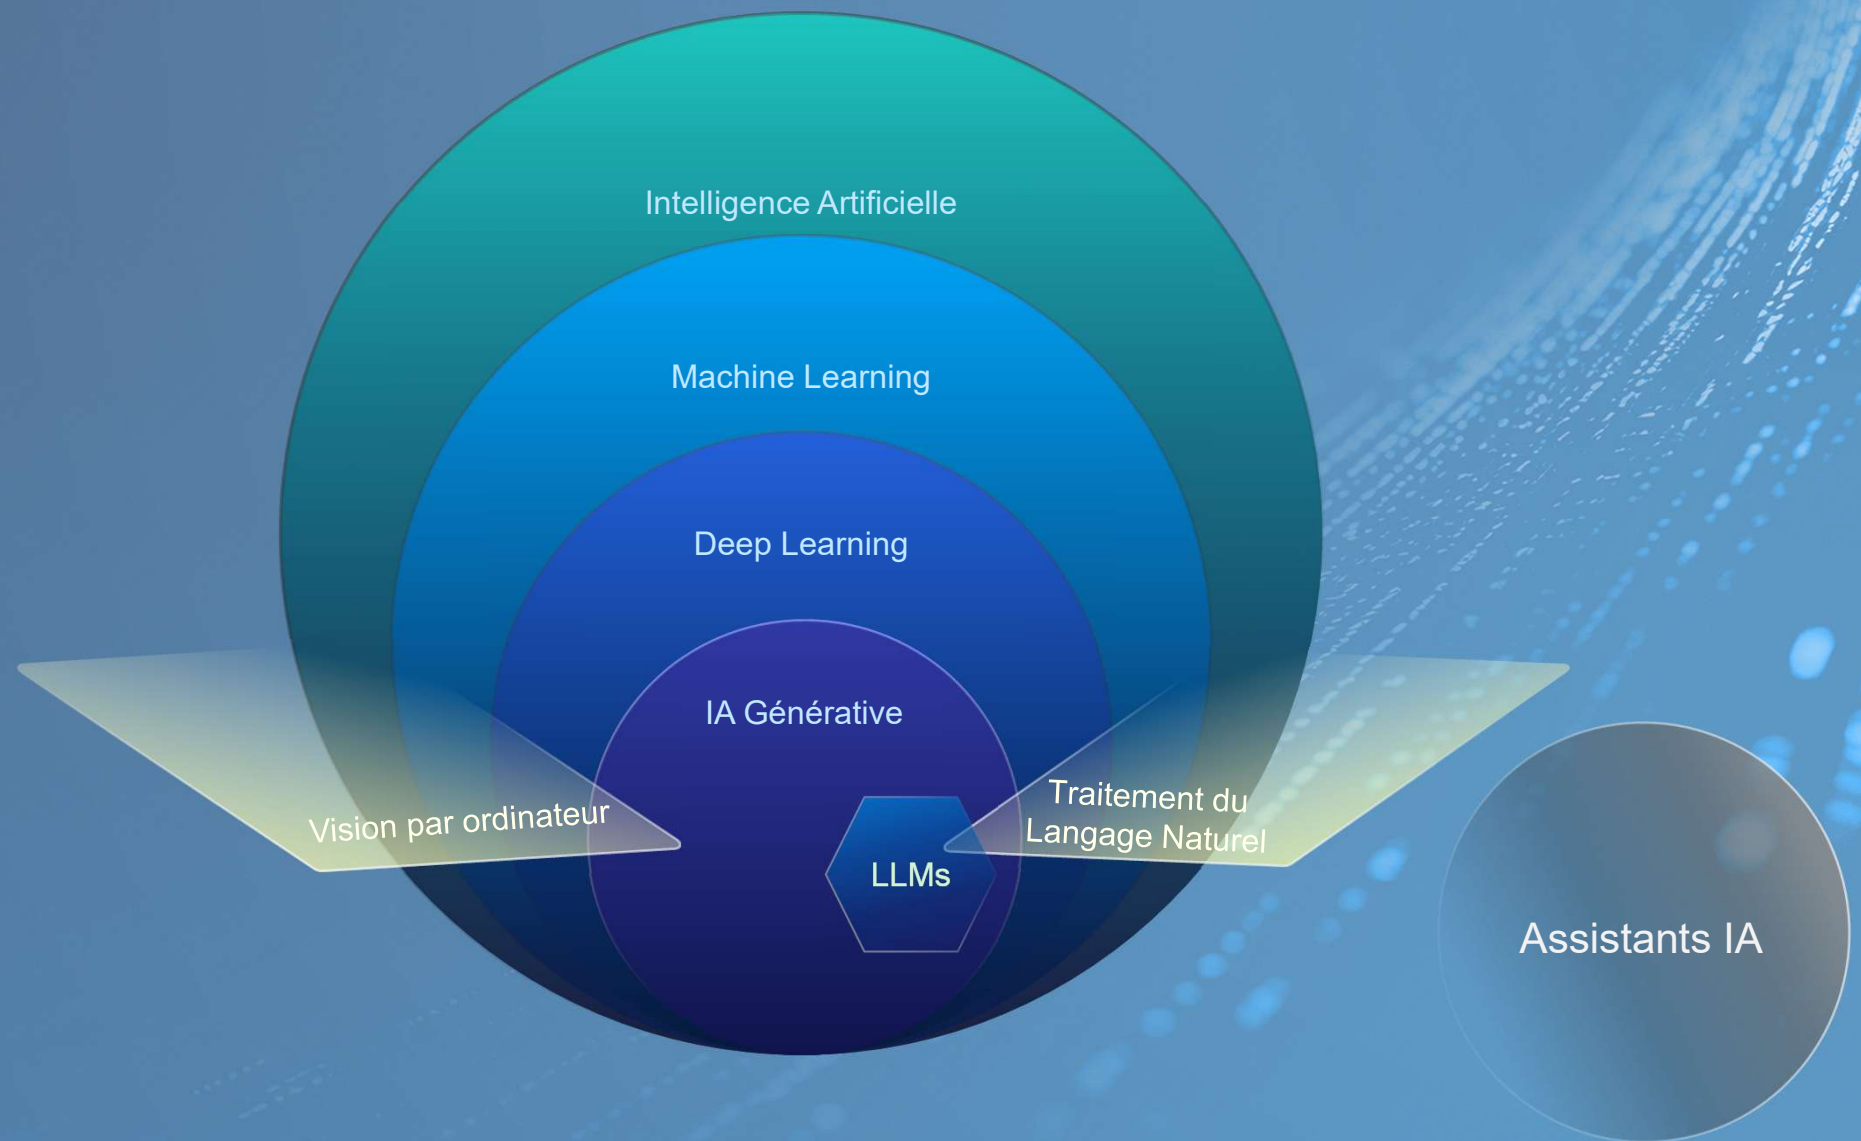 Intelligence Artificielle
Machine Learning
Deep Learning
IA Générative
Vision par ordinateur
Traitement du
Langage Naturel
LLMs
Assistants IA